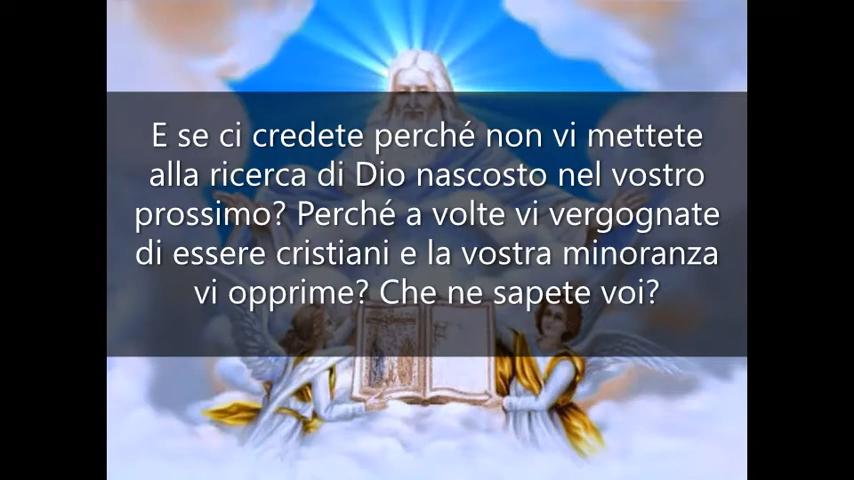 E se ci credete perché non vi mettete
alla ricerca di Dio nascosto nel vostro
prossimo? Perché a volte vi vergognate
di essere cristiani e la vostra minoranza
vi opprime? Che ne sapete voi?